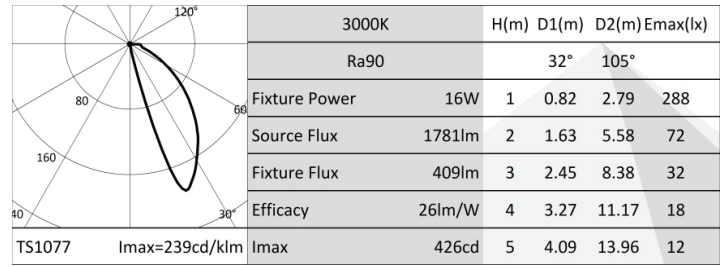 120°
80
60
160
40
30°
TS1077 Imax=239cd/klm
3000K H(m) D1(m) D2(m) Emax(lx)
Ra90 32° 105°
Fixture Power 16W 1 0.82 2.79 288
Source Flux 1781lm 2 1.63 5.58 72
Fixture Flux 409lm 3 2.45 8.38 32
Efficacy 26lm/W 4 3.27 11.17 18
Imax 426cd 5 4.09 13.96 12